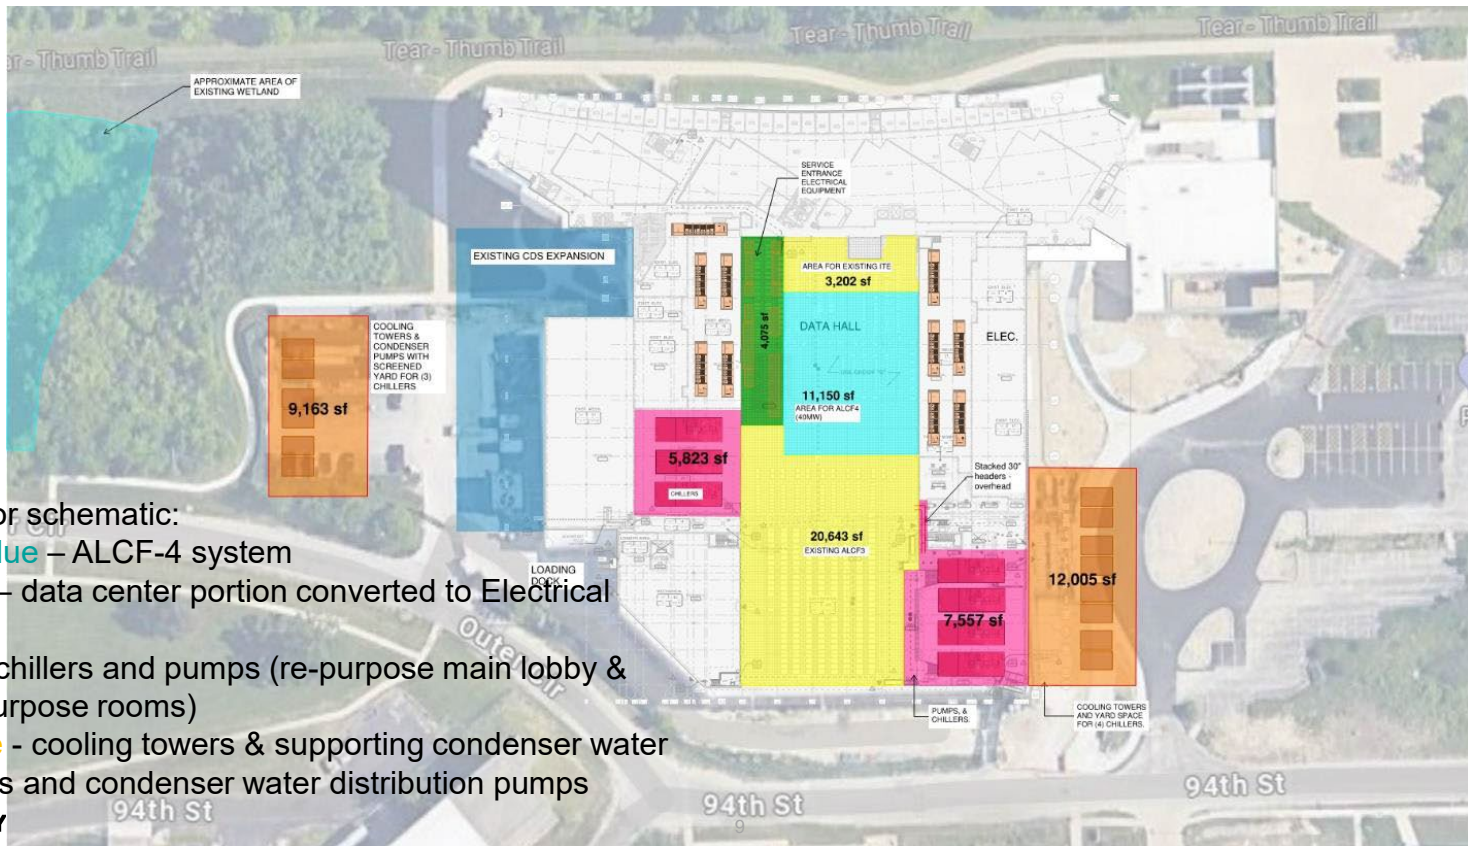 Tear - Thumb Trail
Tear - Thumb Trail
Tear - Thumb Trail
ar - Thumb Trail
APPROXIMATE AREA OF
EXISTING WETLAND
SERVICE
ENTRANCE
ELECTRICAL
EQUIPMENT
EXISTING CDS EXPANSION
AREA FOR EXISTING ITE
3,202 sf
4,075 sf
DATA HALL
ELEC.
11,150 sf
AREA FOR ALCF4
(40MW)
COOLING
TOWERS &
CONDENSER
PUMPS WITH
SCREENED
YARD FOR (3)
CHILLERS
9,163 sf
5,823 sf
CHILLERS
Stacked 30"
headers -
overhead
20,643 sf
EXISTING ALCF3
7,557 sf
12,005 sf
LOADING
DOCK
or schematic:
lue – ALCF-4 system
– data center portion converted to Electrical
chillers and pumps (re-purpose main lobby &
urpose rooms)
e - cooling towers & supporting condenser water
s and condenser water distribution pumps
Y
PUMPS, &
CHILLERS.
COOLING TOWERS
AND YARD SPACE
FOR (4) CHILLERS.
Outer Cir
94th St
94th St
94th St
9